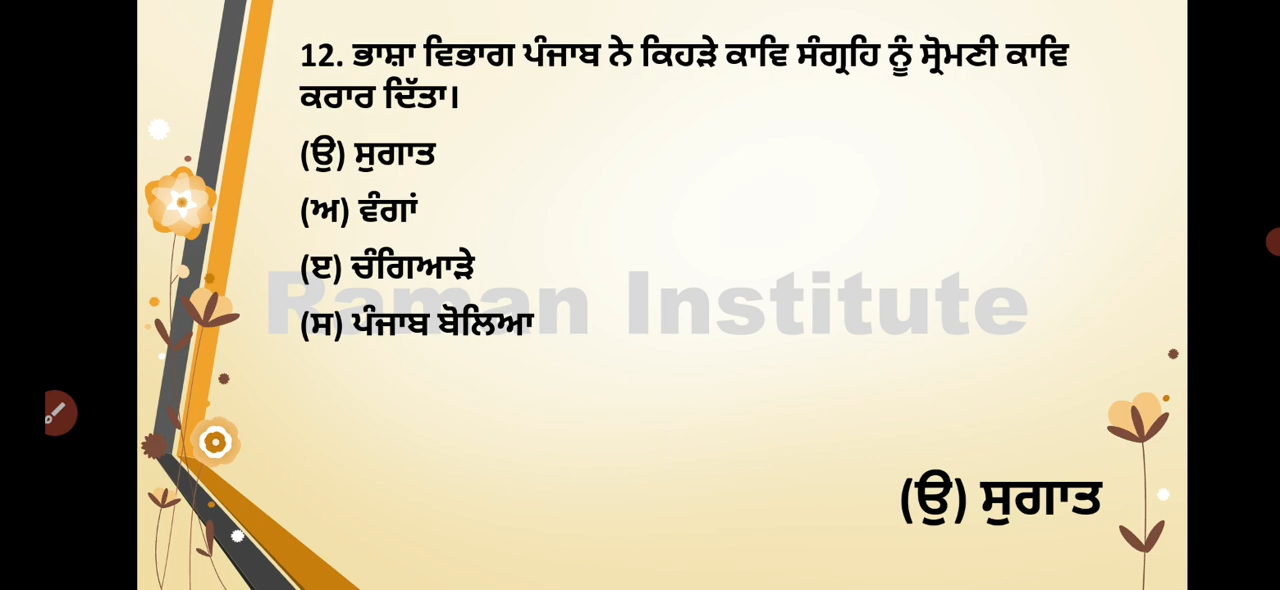 12. ਭਾਸ਼ਾ ਵਿਭਾਗ ਪੰਜਾਬ ਨੇ ਕਿਹੜੇ ਕਾਵਿ ਸੰਗ੍ਰਹਿ ਨੂੰ ਸ੍ਰੋਮਣੀ ਕਾਵਿ
ਕਰਾਰ ਦਿੱਤਾ।
(ੳ) ਸੁਗਾਤ
(ਅ) ਵੰਗਾਂ
(ੲ) ਚੰਗਿਆੜੇ
Raman Institute
(ਸ) ਪੰਜਾਬ ਬੋਲਿਆ
(ੳ) ਸੁਗਾਤ